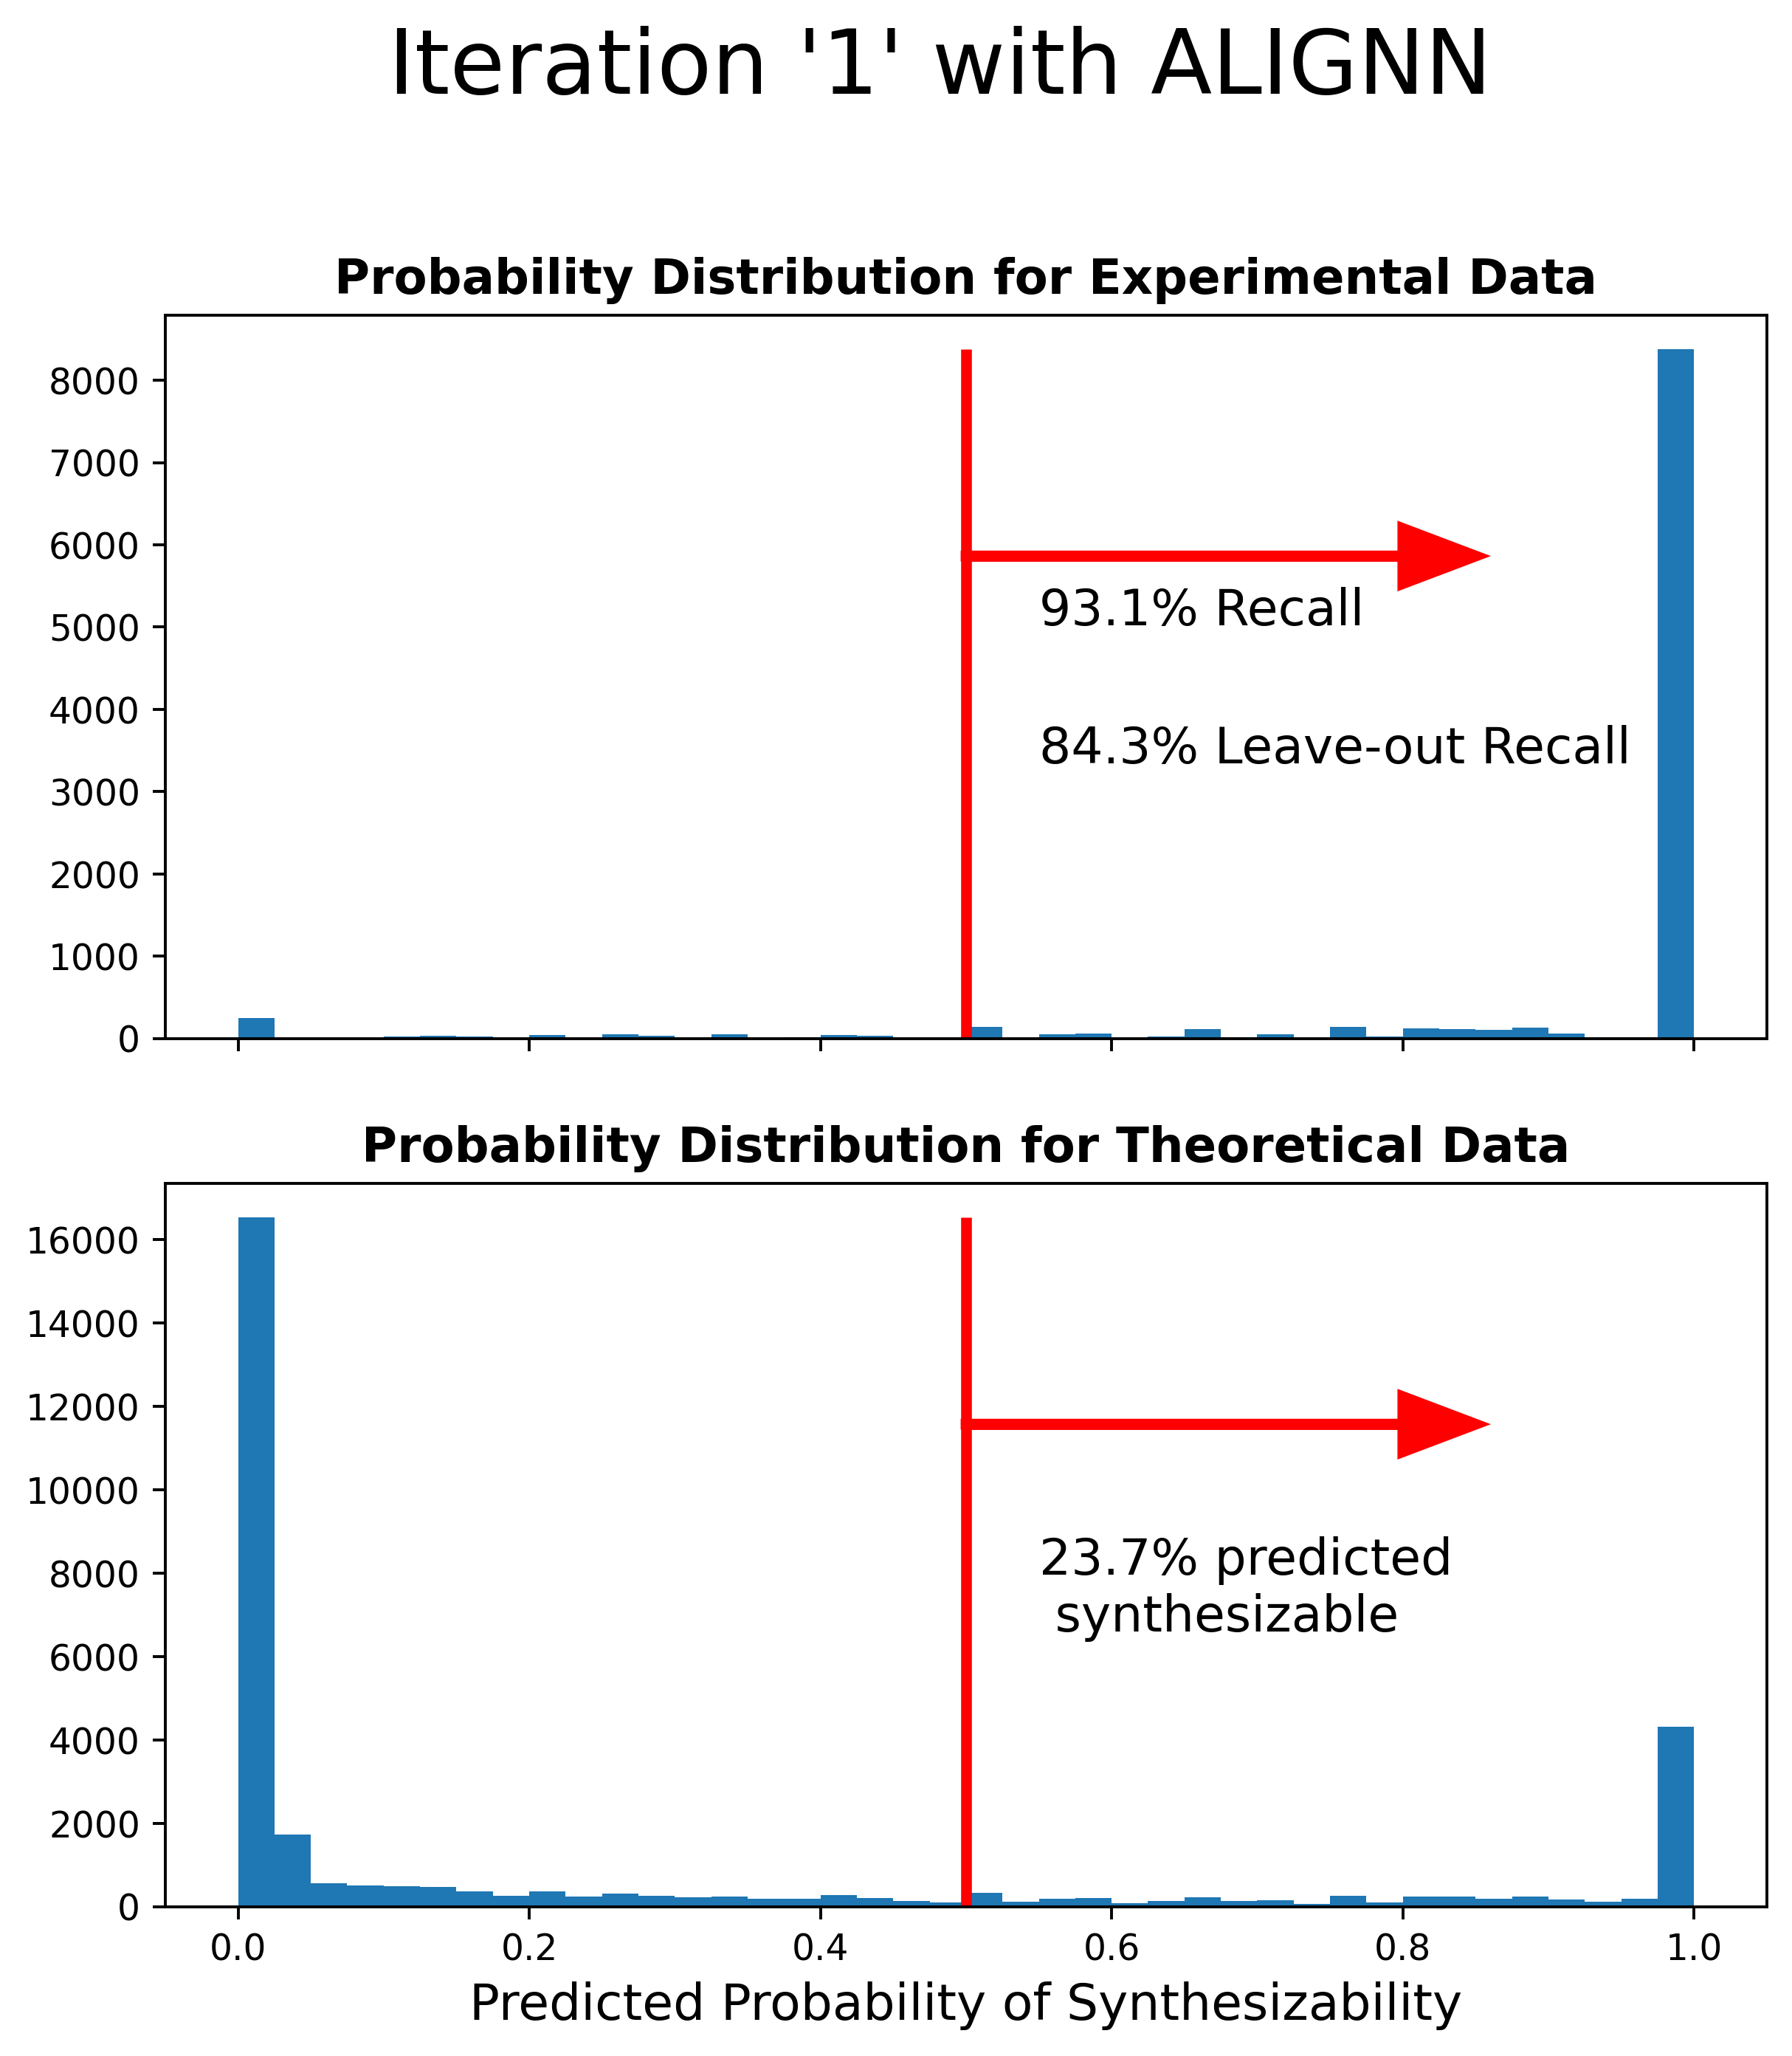 Iteration '1' with ALIGNN
Probability Distribution for Experimental Data
8000
7000
6000
5000
4000
3000
2000
1000
0
93.1% Recall
84.3% Leave-out Recall
Probability Distribution for Theoretical Data
16000
14000
12000
10000
8000
6000
4000
2000
0
23.7% predicted
synthesizable
0.0 0.2 0.4 0.6 0.8 1.0
Predicted Probability of Synthesizability